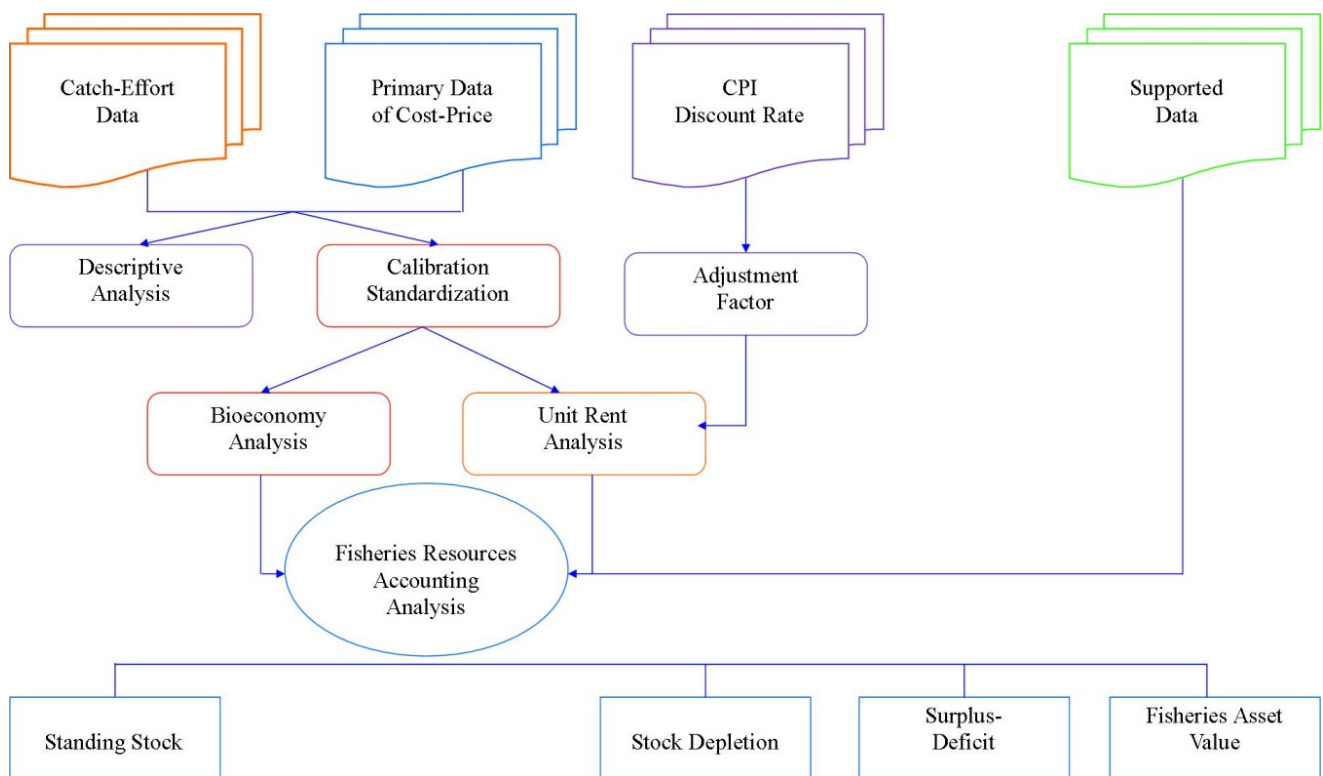 Catch-Effort
Data
Primary Data
of Cost-Price
CPI
Discount Rate
Supported
Data
Descriptive
Analysis
Calibration
Standardization
Adjustment
Factor
Bioeconomy
Analysis
Unit Rent
Analysis
Fisheries Resources
Accounting
Analysis
Standing Stock
Stock Depletion
Surplus-
Deficit
Fisheries Asset
Value